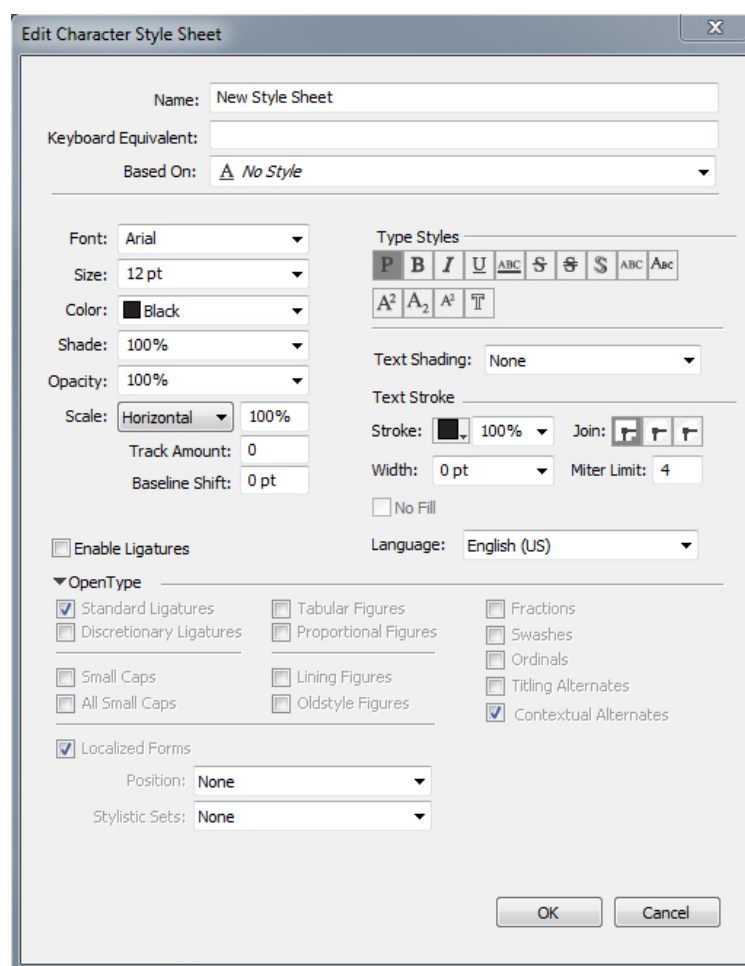 Edit Character Style Sheet
Name: New Style Sheet
Keyboard Equivalent:
Based On: A No Style
Font: Arial
Size: 12 pt
Color: Black
Shade: 100%
Opacity: 100%
Scale: Horizontal 100%
Track Amount: 0
Baseline Shift: 0 pt
Enable Ligatures
Type Styles
P B I U ABC S S S ABC ABC
A2 A2 A2 T
Text Shading: None
Text Stroke
Stroke: 100% Join:
Width: 0 pt Miter Limit: 4
No Fill
Language: English (US)
OpenType
Standard Ligatures Tabular Figures Fractions
Discretionary Ligatures Proportional Figures Swashes
Ordinals
Small Caps Lining Figures Titling Alternates
All Small Caps Oldstyle Figures Contextual Alternates
Localized Forms
Position: None
Stylistic Sets: None
OK Cancel